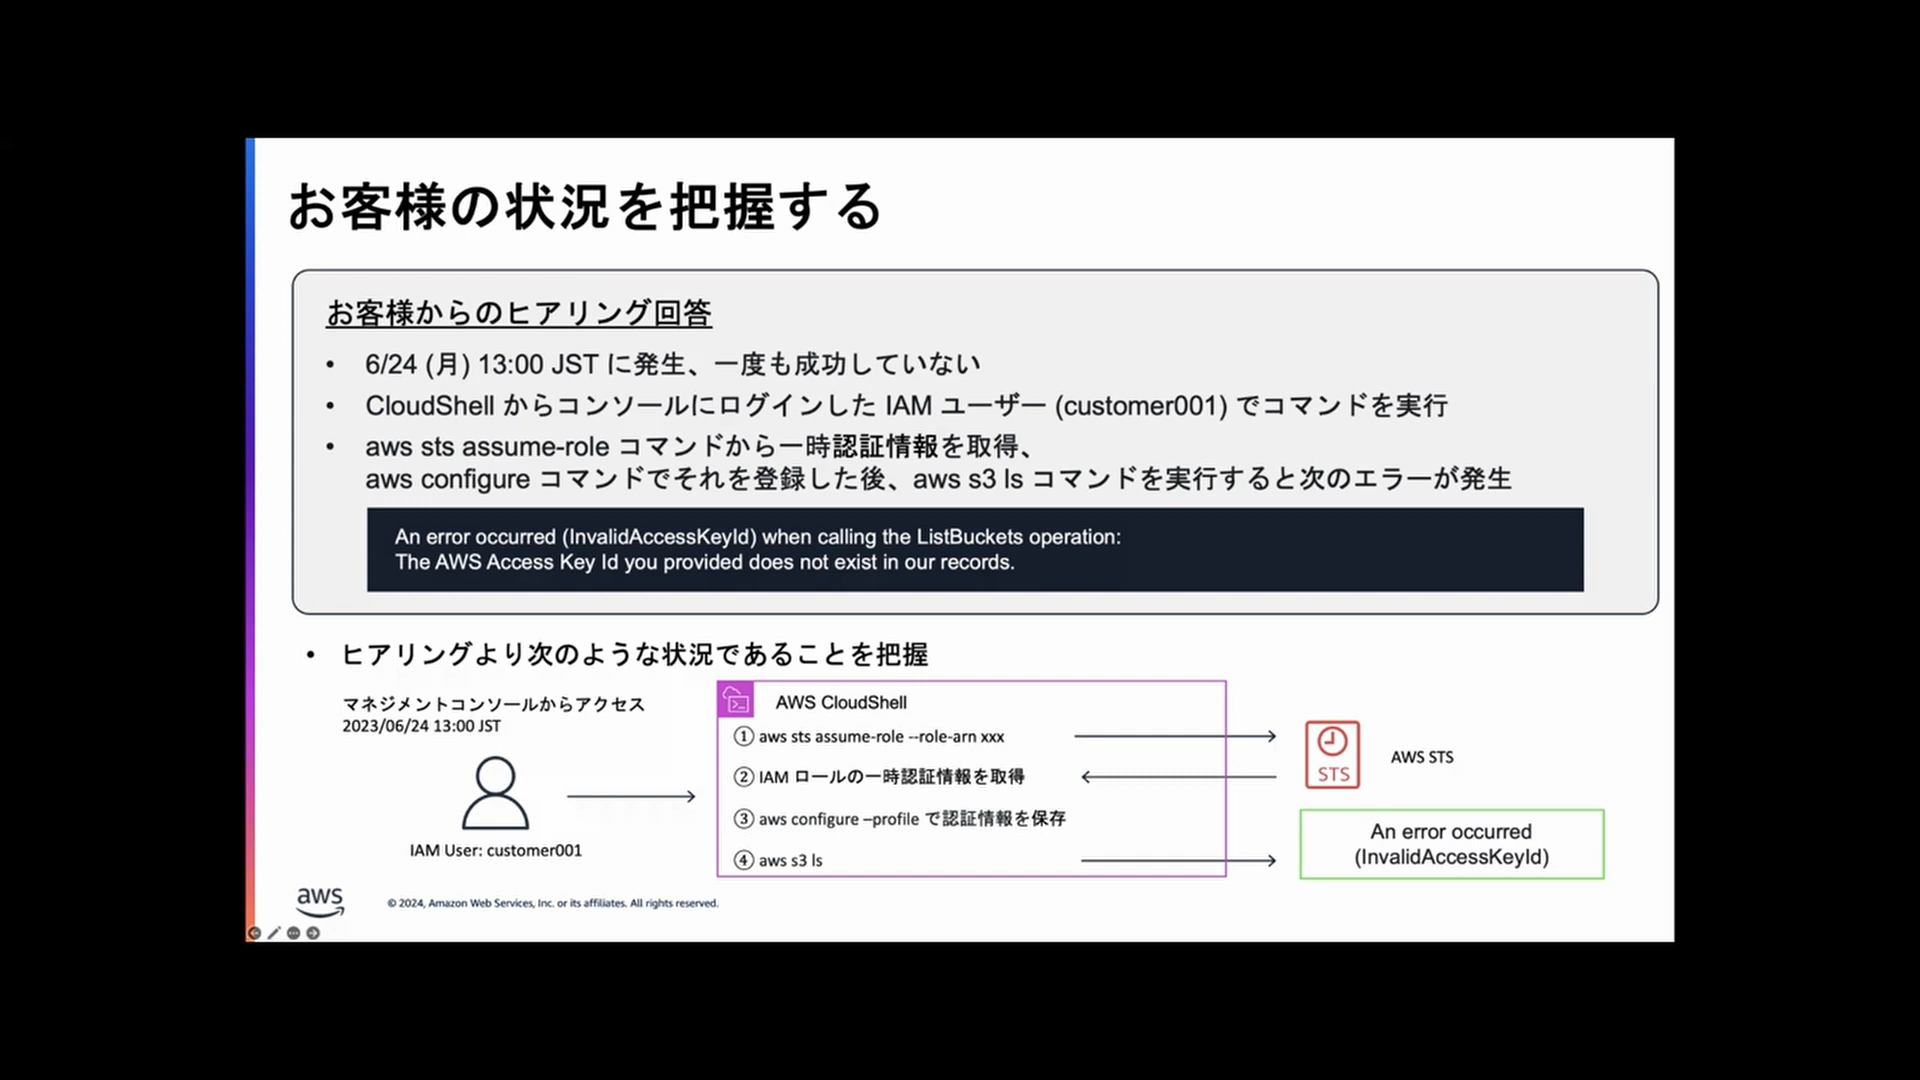 お客様の状況を把握する
お客様からのヒアリング回答
• 6/24 (月) 13:00 JST に発生、一度も成功していない
• CloudShell からコンソールにログインした IAM ユーザー (customer001) でコマンドを実行
• aws sts assume-role コマンドから一時認証情報を取得、
aws configure コマンドでそれを登録した後、aws s3 ls コマンドを実行すると次のエラーが発生
An error occurred (InvalidAccessKeyId) when calling the ListBuckets operation:
The AWS Access Key Id you provided does not exist in our records.
• ヒアリングより次のような状況であることを把握
マネジメントコンソールからアクセス
2023/06/24 13:00 JST
IAM User: customer001
AWS CloudShell
① aws sts assume-role --role-arn xxx
② IAM ロールの一時認証情報を取得
③ aws configure –profile で認証情報を保存
④ aws s3 ls
STS
AWS STS
An error occurred
(InvalidAccessKeyId)
aws
© 2024, Amazon Web Services, Inc. or its affiliates. All rights reserved.